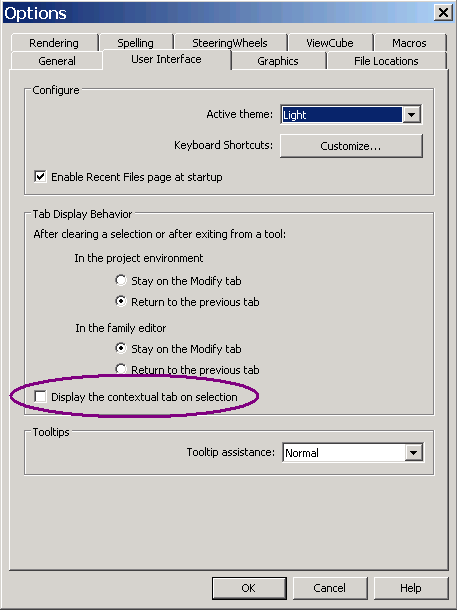 Options
Rendering Spelling SteeringWheels ViewCube Macros
General User Interface Graphics File Locations
Configure
Active theme: Light
Keyboard Shortcuts: Customize...
Enable Recent Files page at startup
Tab Display Behavior
After clearing a selection or after exiting from a tool:
In the project environment
Stay on the Modify tab
Return to the previous tab
In the family editor
Stay on the Modify tab
Return to the previous tab
Display the contextual tab on selection
Tooltips
Tooltip assistance: Normal
OK Cancel Help